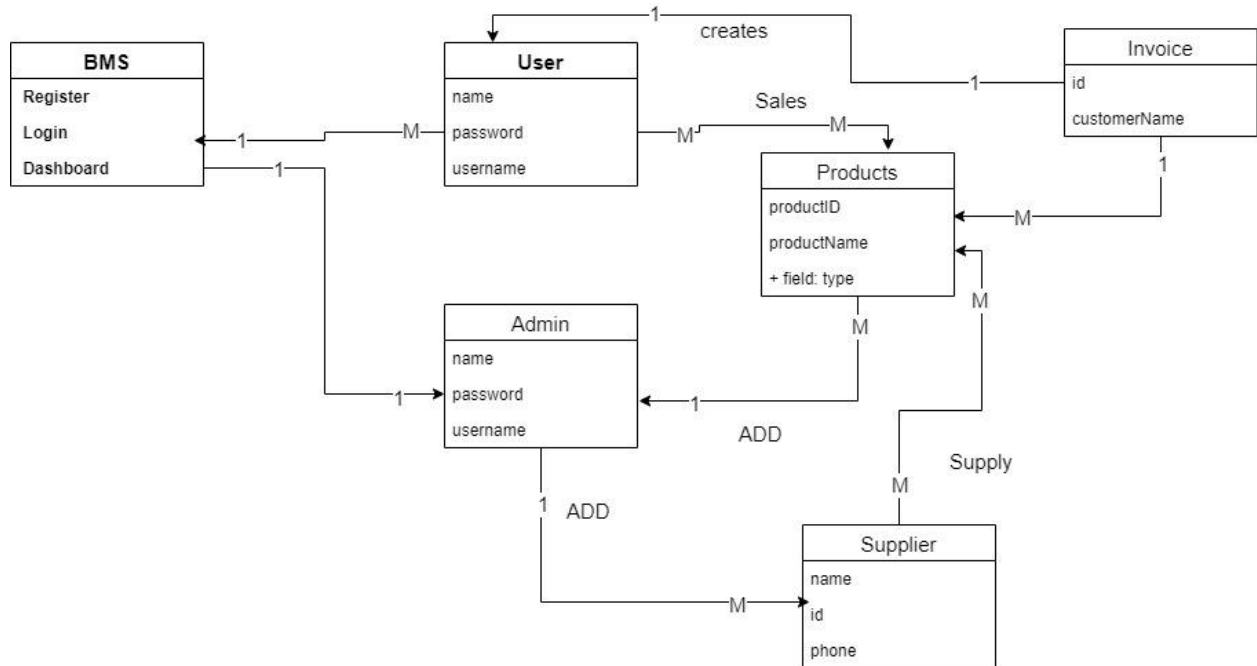 BMS
Register
Login
Dashboard
1
1
M
User
name
password
username
1
creates
1
Invoice
id
customerName
1
M
Sales
M
M
Products
productID
productName
+ field: type
M
M
1
ADD
1
Admin
name
password
username
1
ADD
M
Supply
M
Supplier
name
id
phone